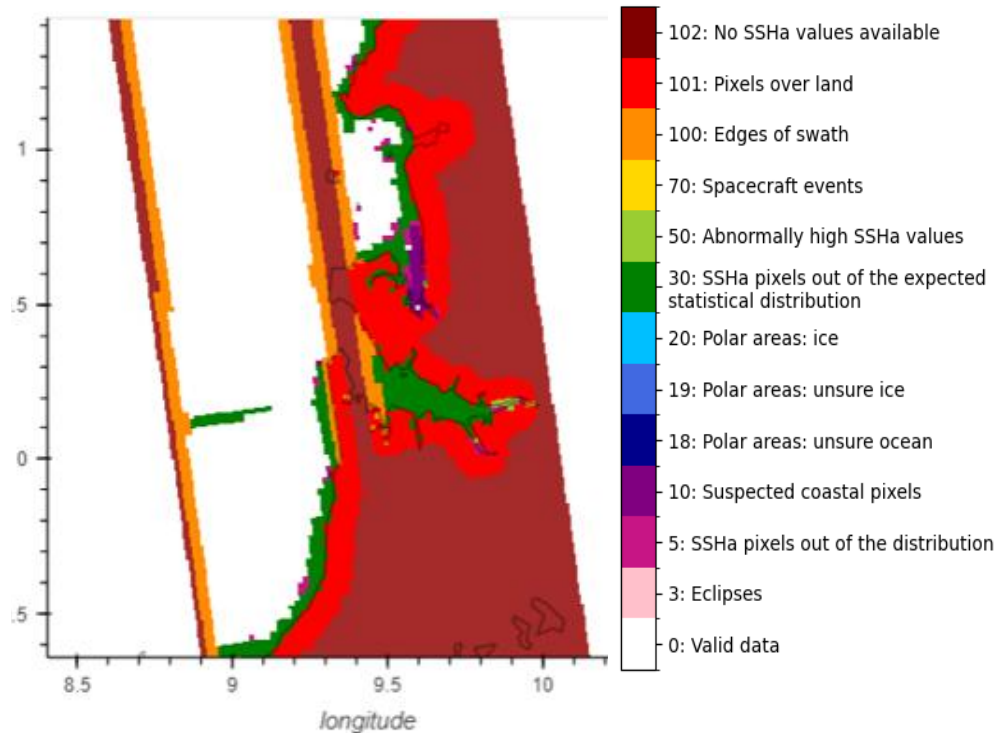 1
.5
0
.5
8.5
9
9.5
10
longitude
102: No SSHa values available
101: Pixels over land
100: Edges of swath
70: Spacecraft events
50: Abnormally high SSHa values
30: SSHa pixels out of the expected
statistical distribution
20: Polar areas: ice
19: Polar areas: unsure ice
18: Polar areas: unsure ocean
10: Suspected coastal pixels
5: SSHa pixels out of the distribution
3: Eclipses
0: Valid data